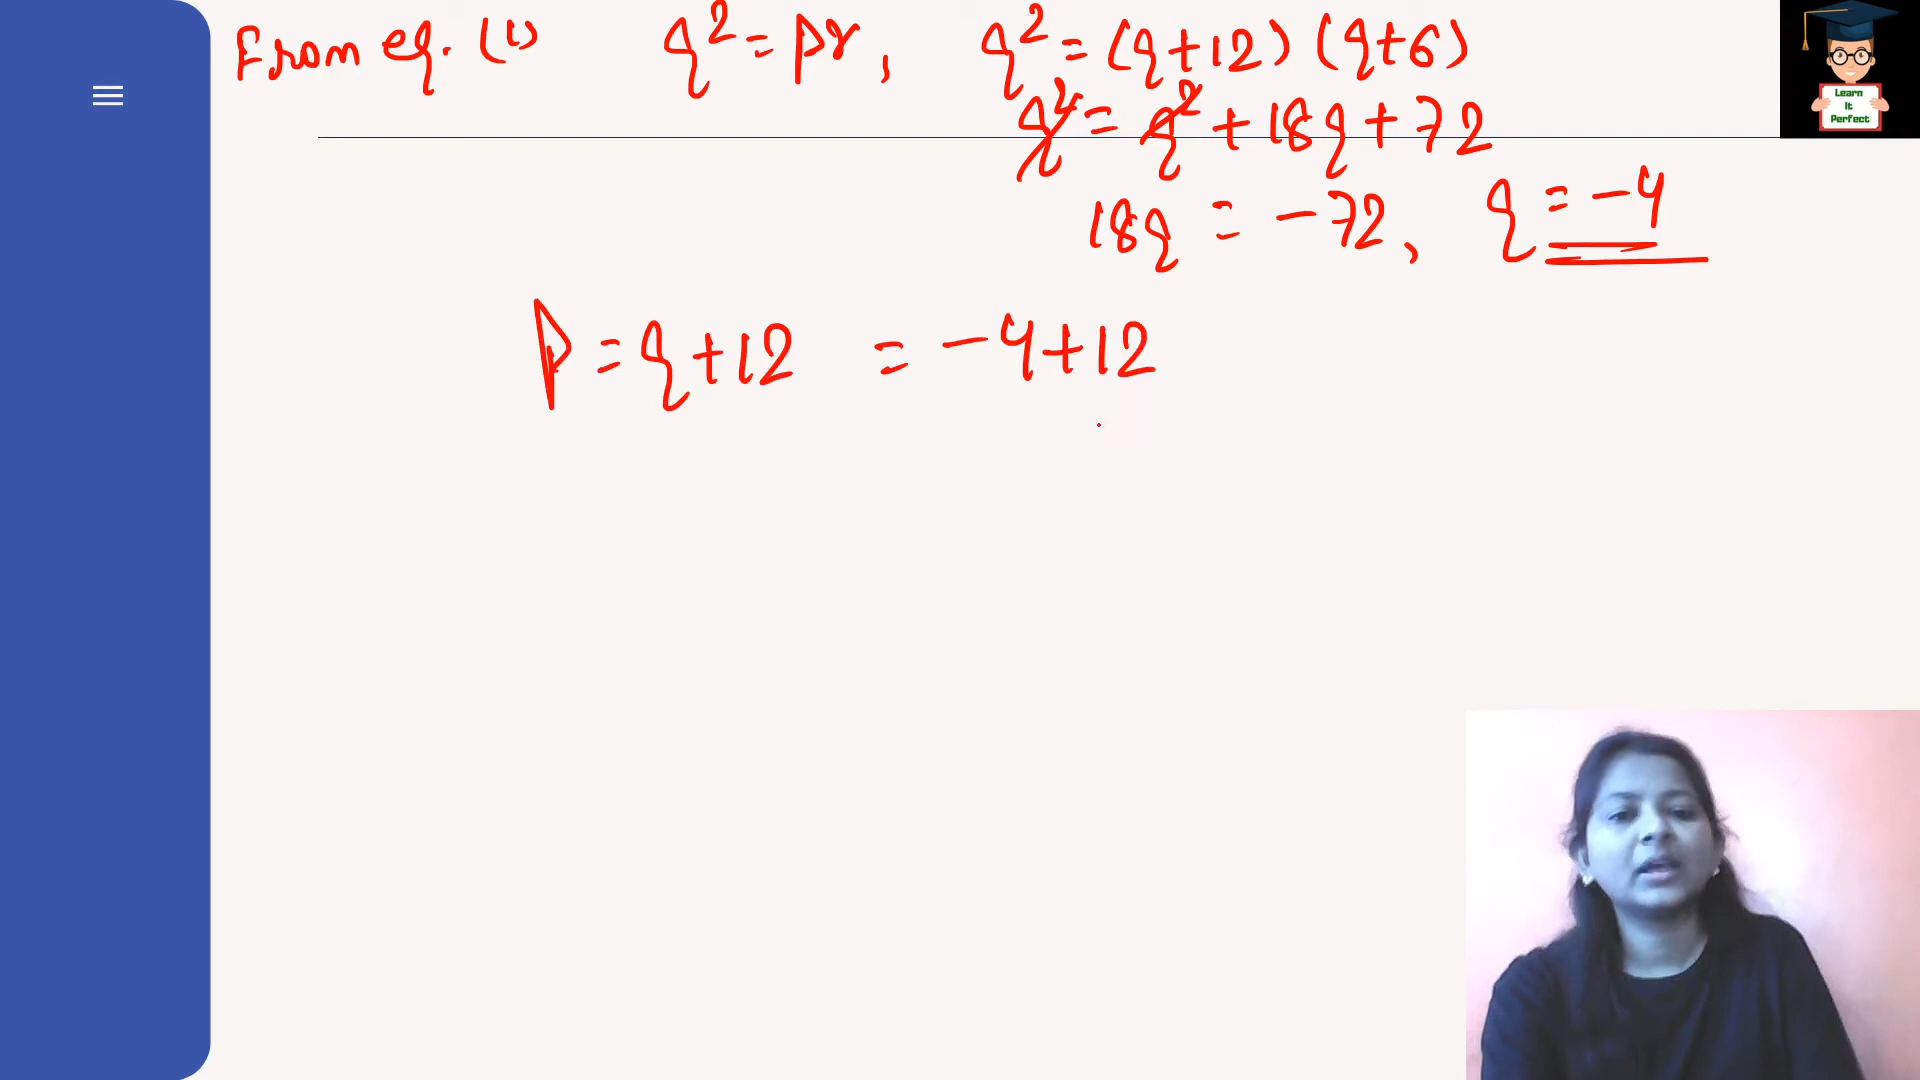 From eq. (1) q² = pr, q² = (q+12) (q+6)
q² = q² + 18q + 72
18q = -72, q = -4
p = q+12 = -4+12
Learn
It
Perfect